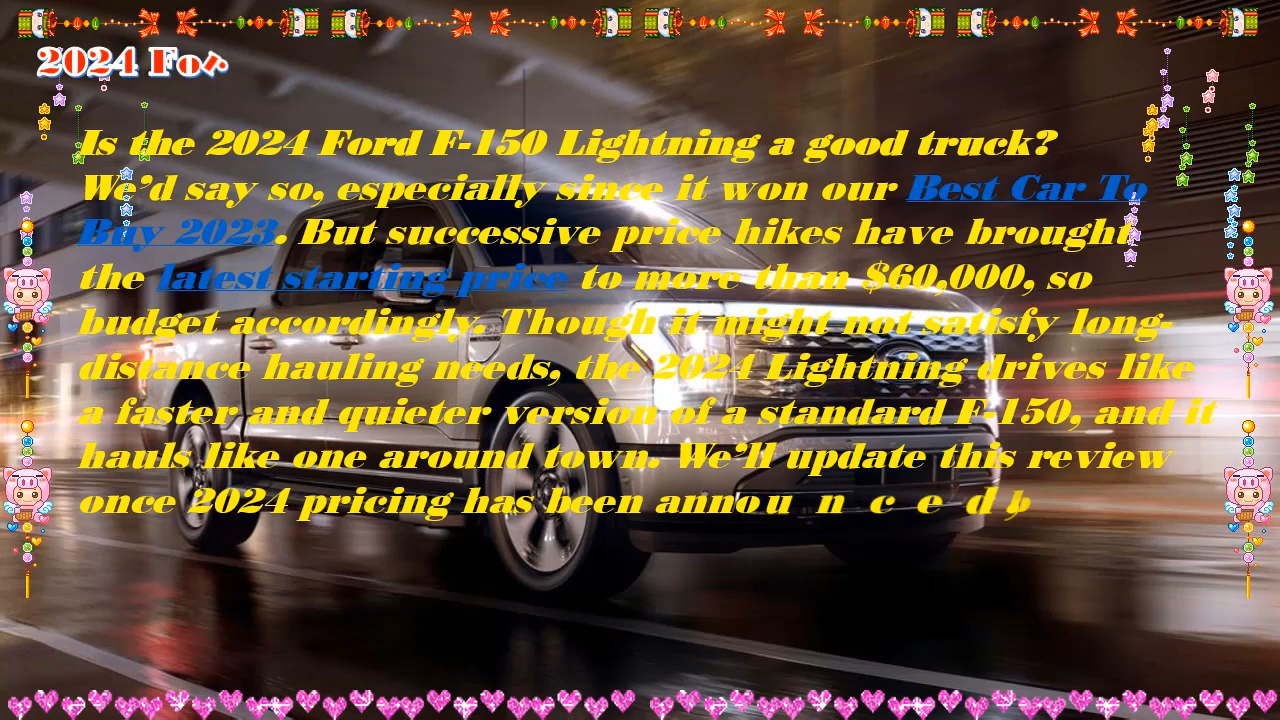 2024 For
Is the 2024 Ford F-150 Lightning a good truck?
We’d say so, especially since it won our Best Car To
Buy 2023. But successive price hikes have brought
the latest starting price to more than $60,000, so
budget accordingly. Though it might not satisfy long-
distance hauling needs, the 2024 Lightning drives like
a faster and quieter version of a standard F-150, and it
hauls like one around town. We’ll update this review
once 2024 pricing has been announced